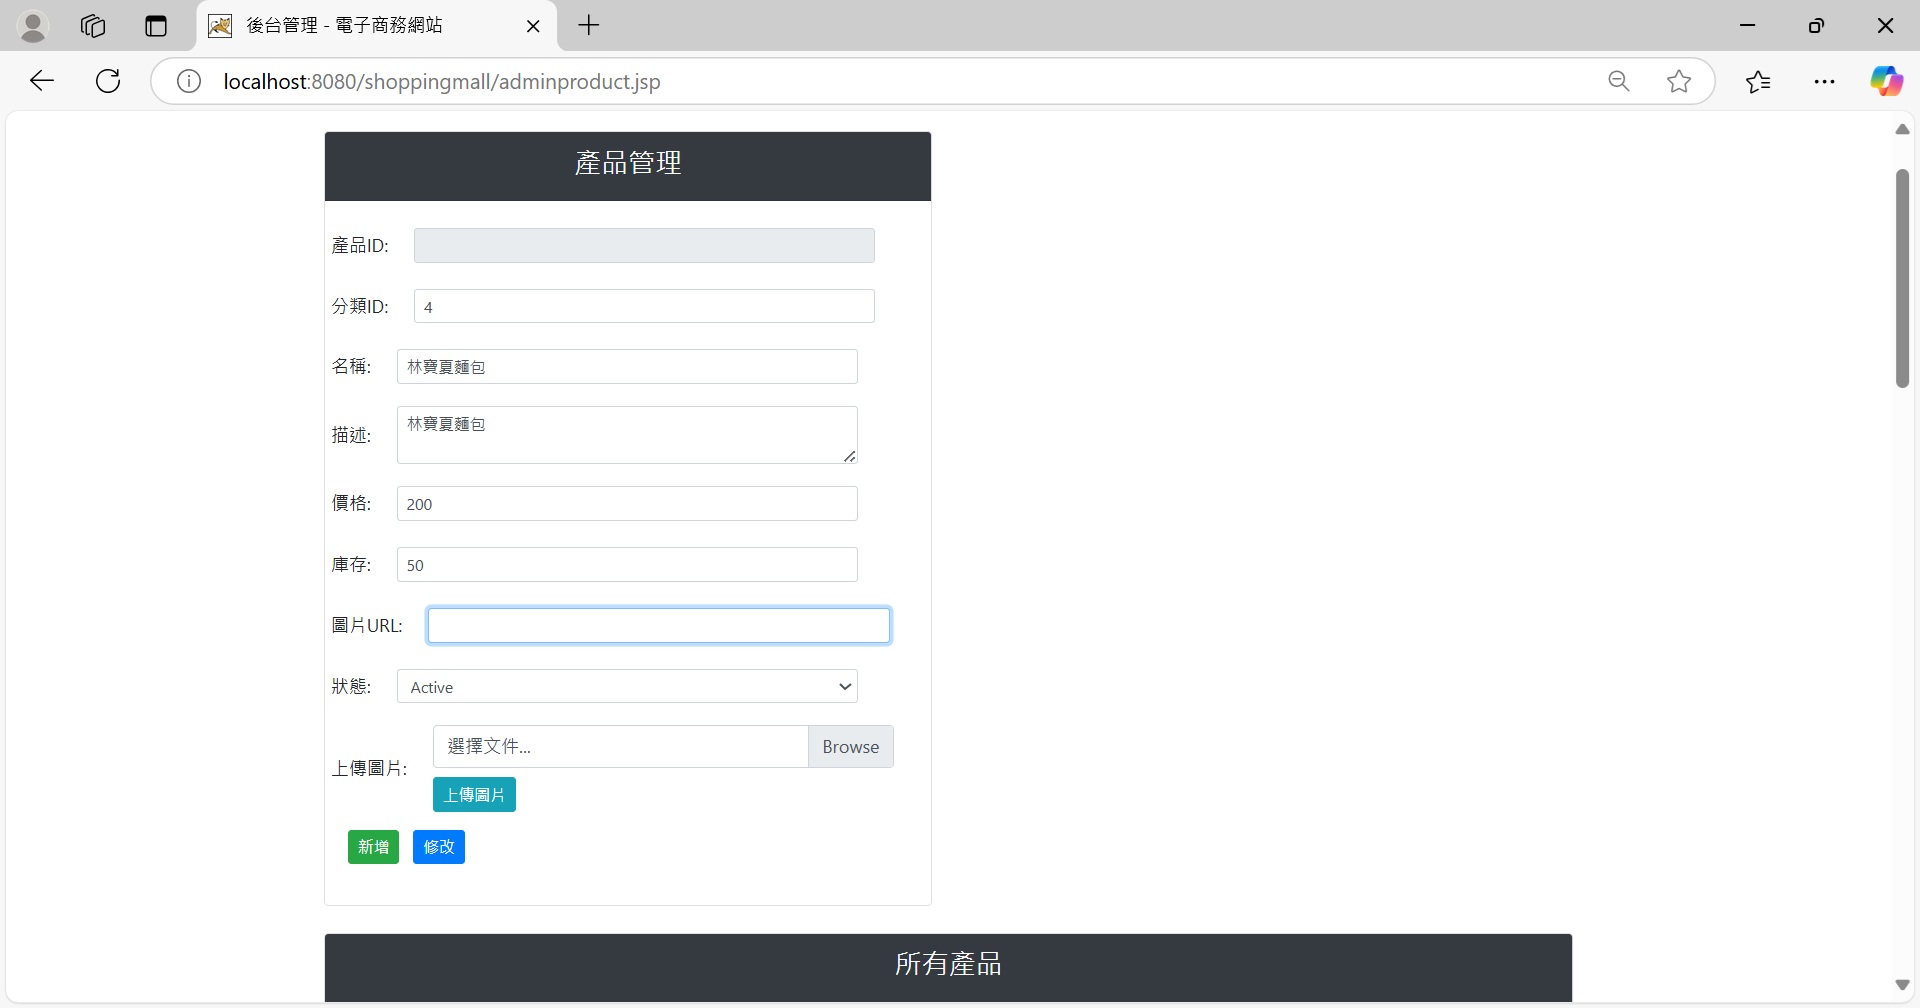 後台管理 - 電子商務網站
localhost:8080/shoppingmall/adminproduct.jsp
產品管理
產品ID:
分類ID: 4
名稱: 林寶夏麵包
描述: 林寶夏麵包
價格: 200
庫存: 50
圖片URL:
狀態: Active
上傳圖片: 選擇文件... Browse
上傳圖片
新增 修改
所有產品